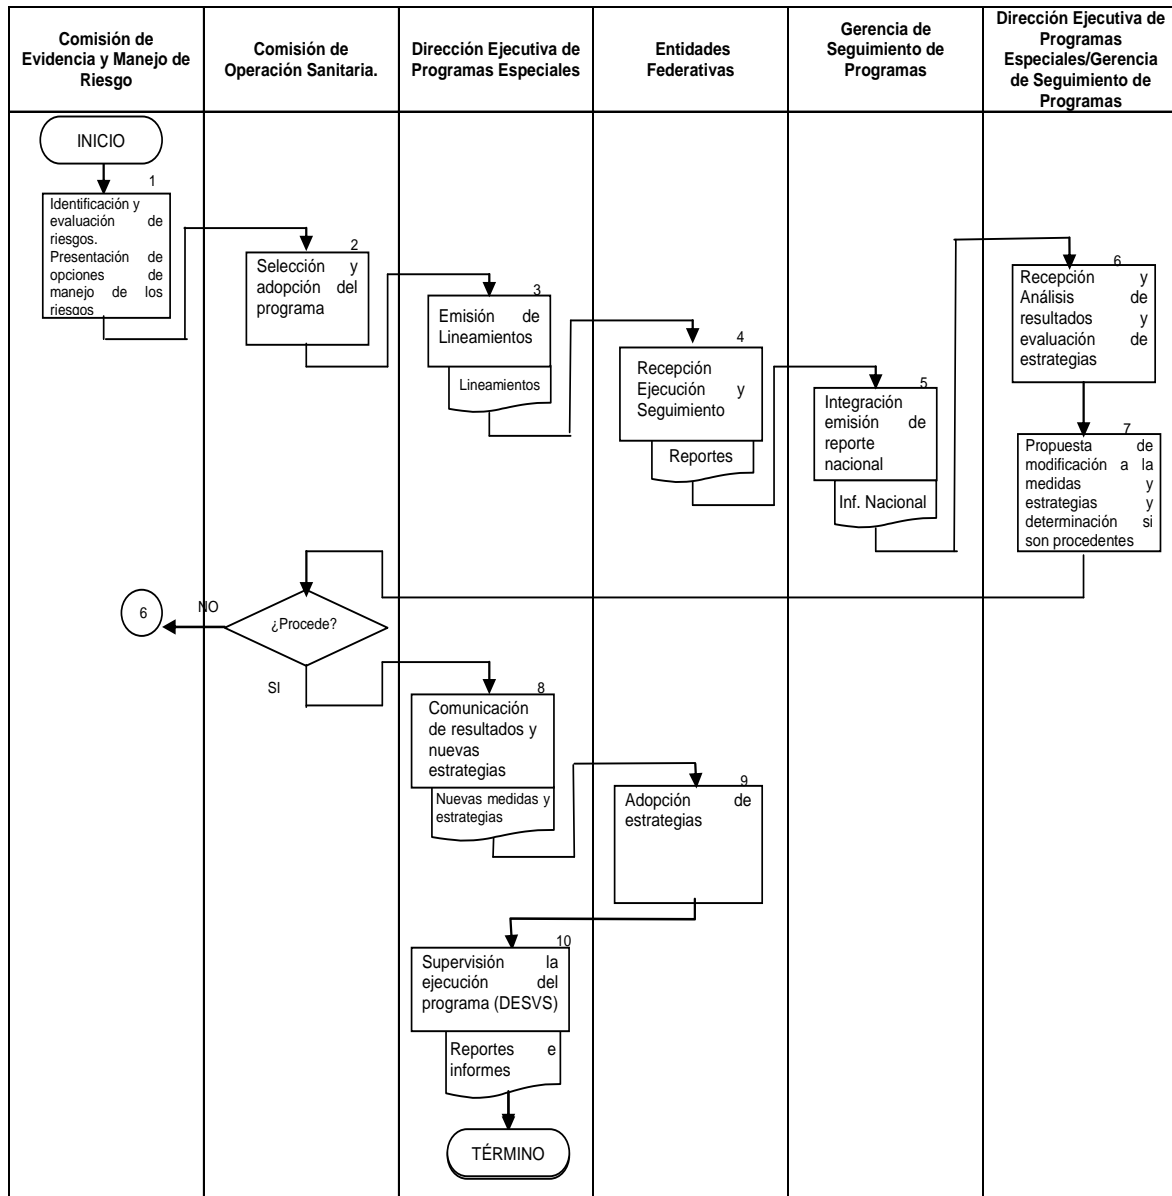 Comisión de
Evidencia y Manejo de
Riesgo
Comisión de
Operación Sanitaria.
Dirección Ejecutiva de
Programas Especiales
Entidades
Federativas
Gerencia de
Seguimiento de
Programas
Dirección Ejecutiva de
Programas
Especiales/Gerencia
de Seguimiento de
Programas
INICIO
1
Identificación y
evaluación de
riesgos.
Presentación de
opciones de
manejo de los
riesgos
2
Selección y
adopción del
programa
3
Emisión de
Lineamientos
Lineamientos
4
Recepción
Ejecución y
Seguimiento
Reportes
5
Integración
emisión de
reporte
nacional
Inf. Nacional
6
Recepción y
Análisis de
resultados y
evaluación de
estrategias
7
Propuesta de
modificación a la
medidas y
estrategias y
determinación si
son procedentes
6
NO
¿Procede?
SI
8
Comunicación
de resultados y
nuevas
estrategias
Nuevas medidas y
estrategias
9
Adopción de
estrategias
10
Supervisión la
ejecución del
programa (DESVS)
Reportes e
informes
TÉRMINO